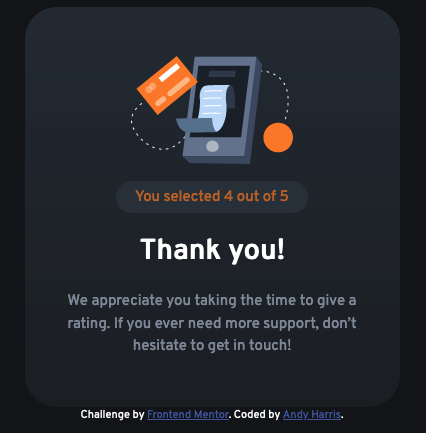 You selected 4 out of 5
Thank you!
We appreciate you taking the time to give a
rating. If you ever need more support, don’t
hesitate to get in touch!
Challenge by Frontend Mentor. Coded by Andy Harris.